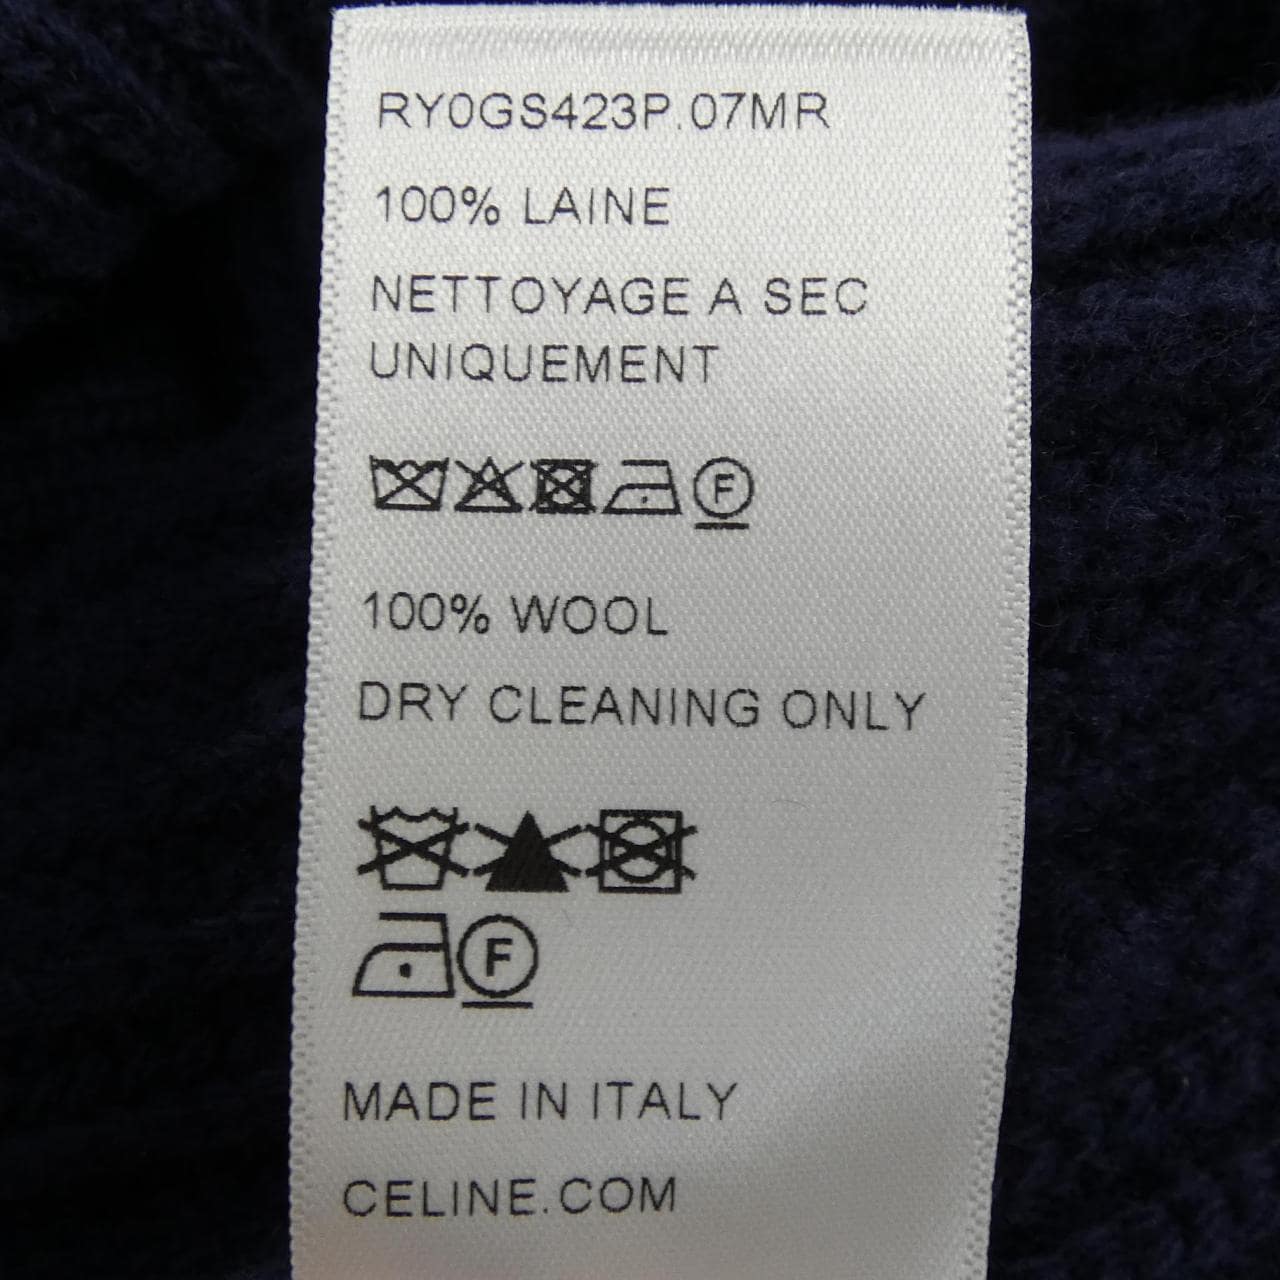 RY0GS423P.07MR
100% LAINE
NETTOYAGE A SEC
UNIQUEMENT
F
100% WOOL
DRY CLEANING ONLY
F
MADE IN ITALY
CELINE.COM